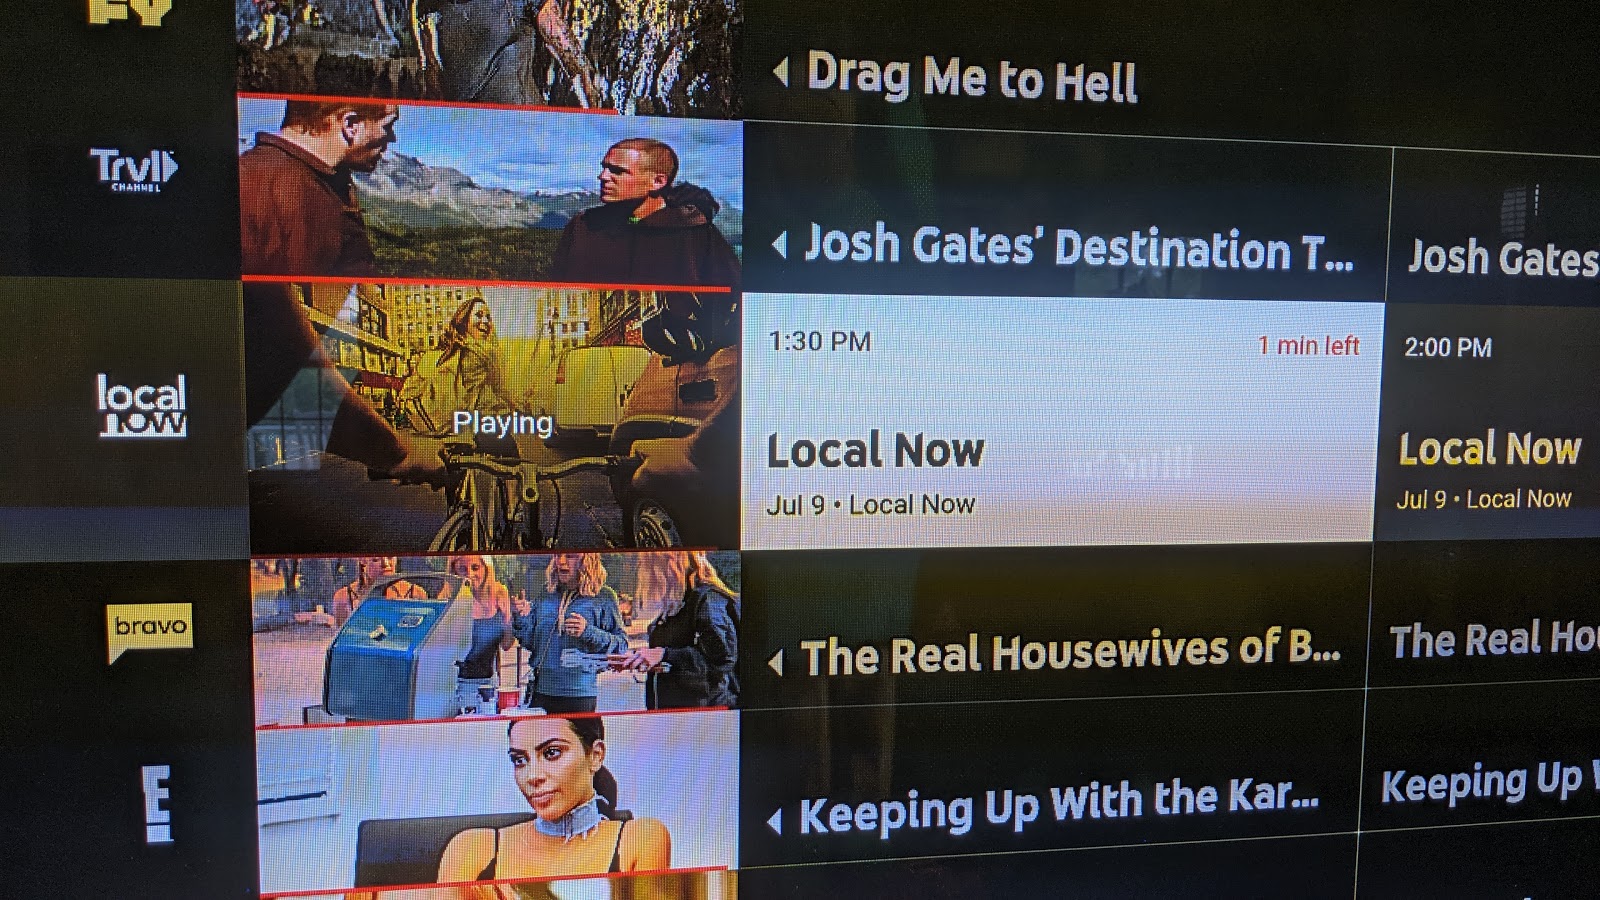 Drag Me to Hell
Trvl
CHANNEL
Josh Gates' Destination T...
Josh Gates
local
now
Playing
1:30 PM
1 min left
Local Now
Jul 9 • Local Now
2:00 PM
Local Now
Jul 9 • Local Now
bravo
The Real Housewives of B...
The Real Ho
E!
Keeping Up With the Kar...
Keeping Up